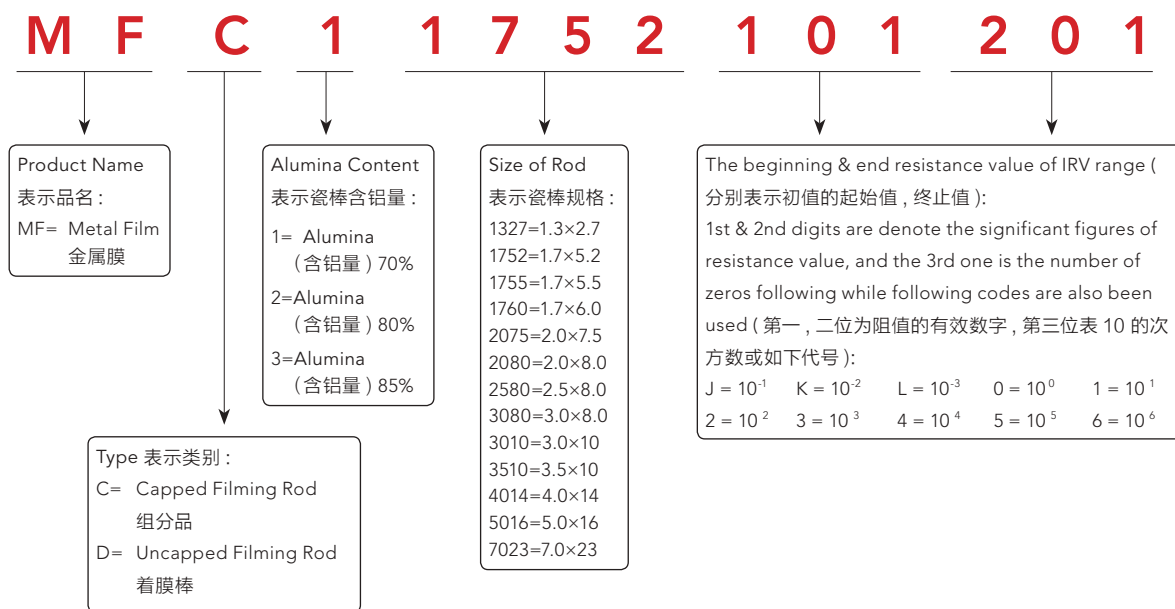 M F C 1 1 7 5 2 1 0 1 2 0 1
Product Name
表示品名 :
MF= Metal Film
金属膜
Alumina Content
表示瓷棒含铝量 :
1= Alumina
( 含铝量 ) 70%
2=Alumina
( 含铝量 ) 80%
3=Alumina
( 含铝量 ) 85%
Size of Rod
表示瓷棒规格 :
1327=1.3×2.7
1752=1.7×5.2
1755=1.7×5.5
1760=1.7×6.0
2075=2.0×7.5
2080=2.0×8.0
2580=2.5×8.0
3080=3.0×8.0
3010=3.0×10
3510=3.5×10
4014=4.0×14
5016=5.0×16
7023=7.0×23
The beginning & end resistance value of IRV range (
分别表示初值的起始值 , 终止值 ):
1st & 2nd digits are denote the significant figures of
resistance value, and the 3rd one is the number of
zeros following while following codes are also been
used ( 第一 , 二位为阻值的有效数字 , 第三位表 10 的次
方数或如下代号 ):
J = 10⁻¹ K = 10⁻² L = 10⁻³ 0 = 10⁰ 1 = 10¹
2 = 10² 3 = 10³ 4 = 10⁴ 5 = 10⁵ 6 = 10⁶
Type 表示类别 :
C= Capped Filming Rod
组分品
D= Uncapped Filming Rod
着膜棒